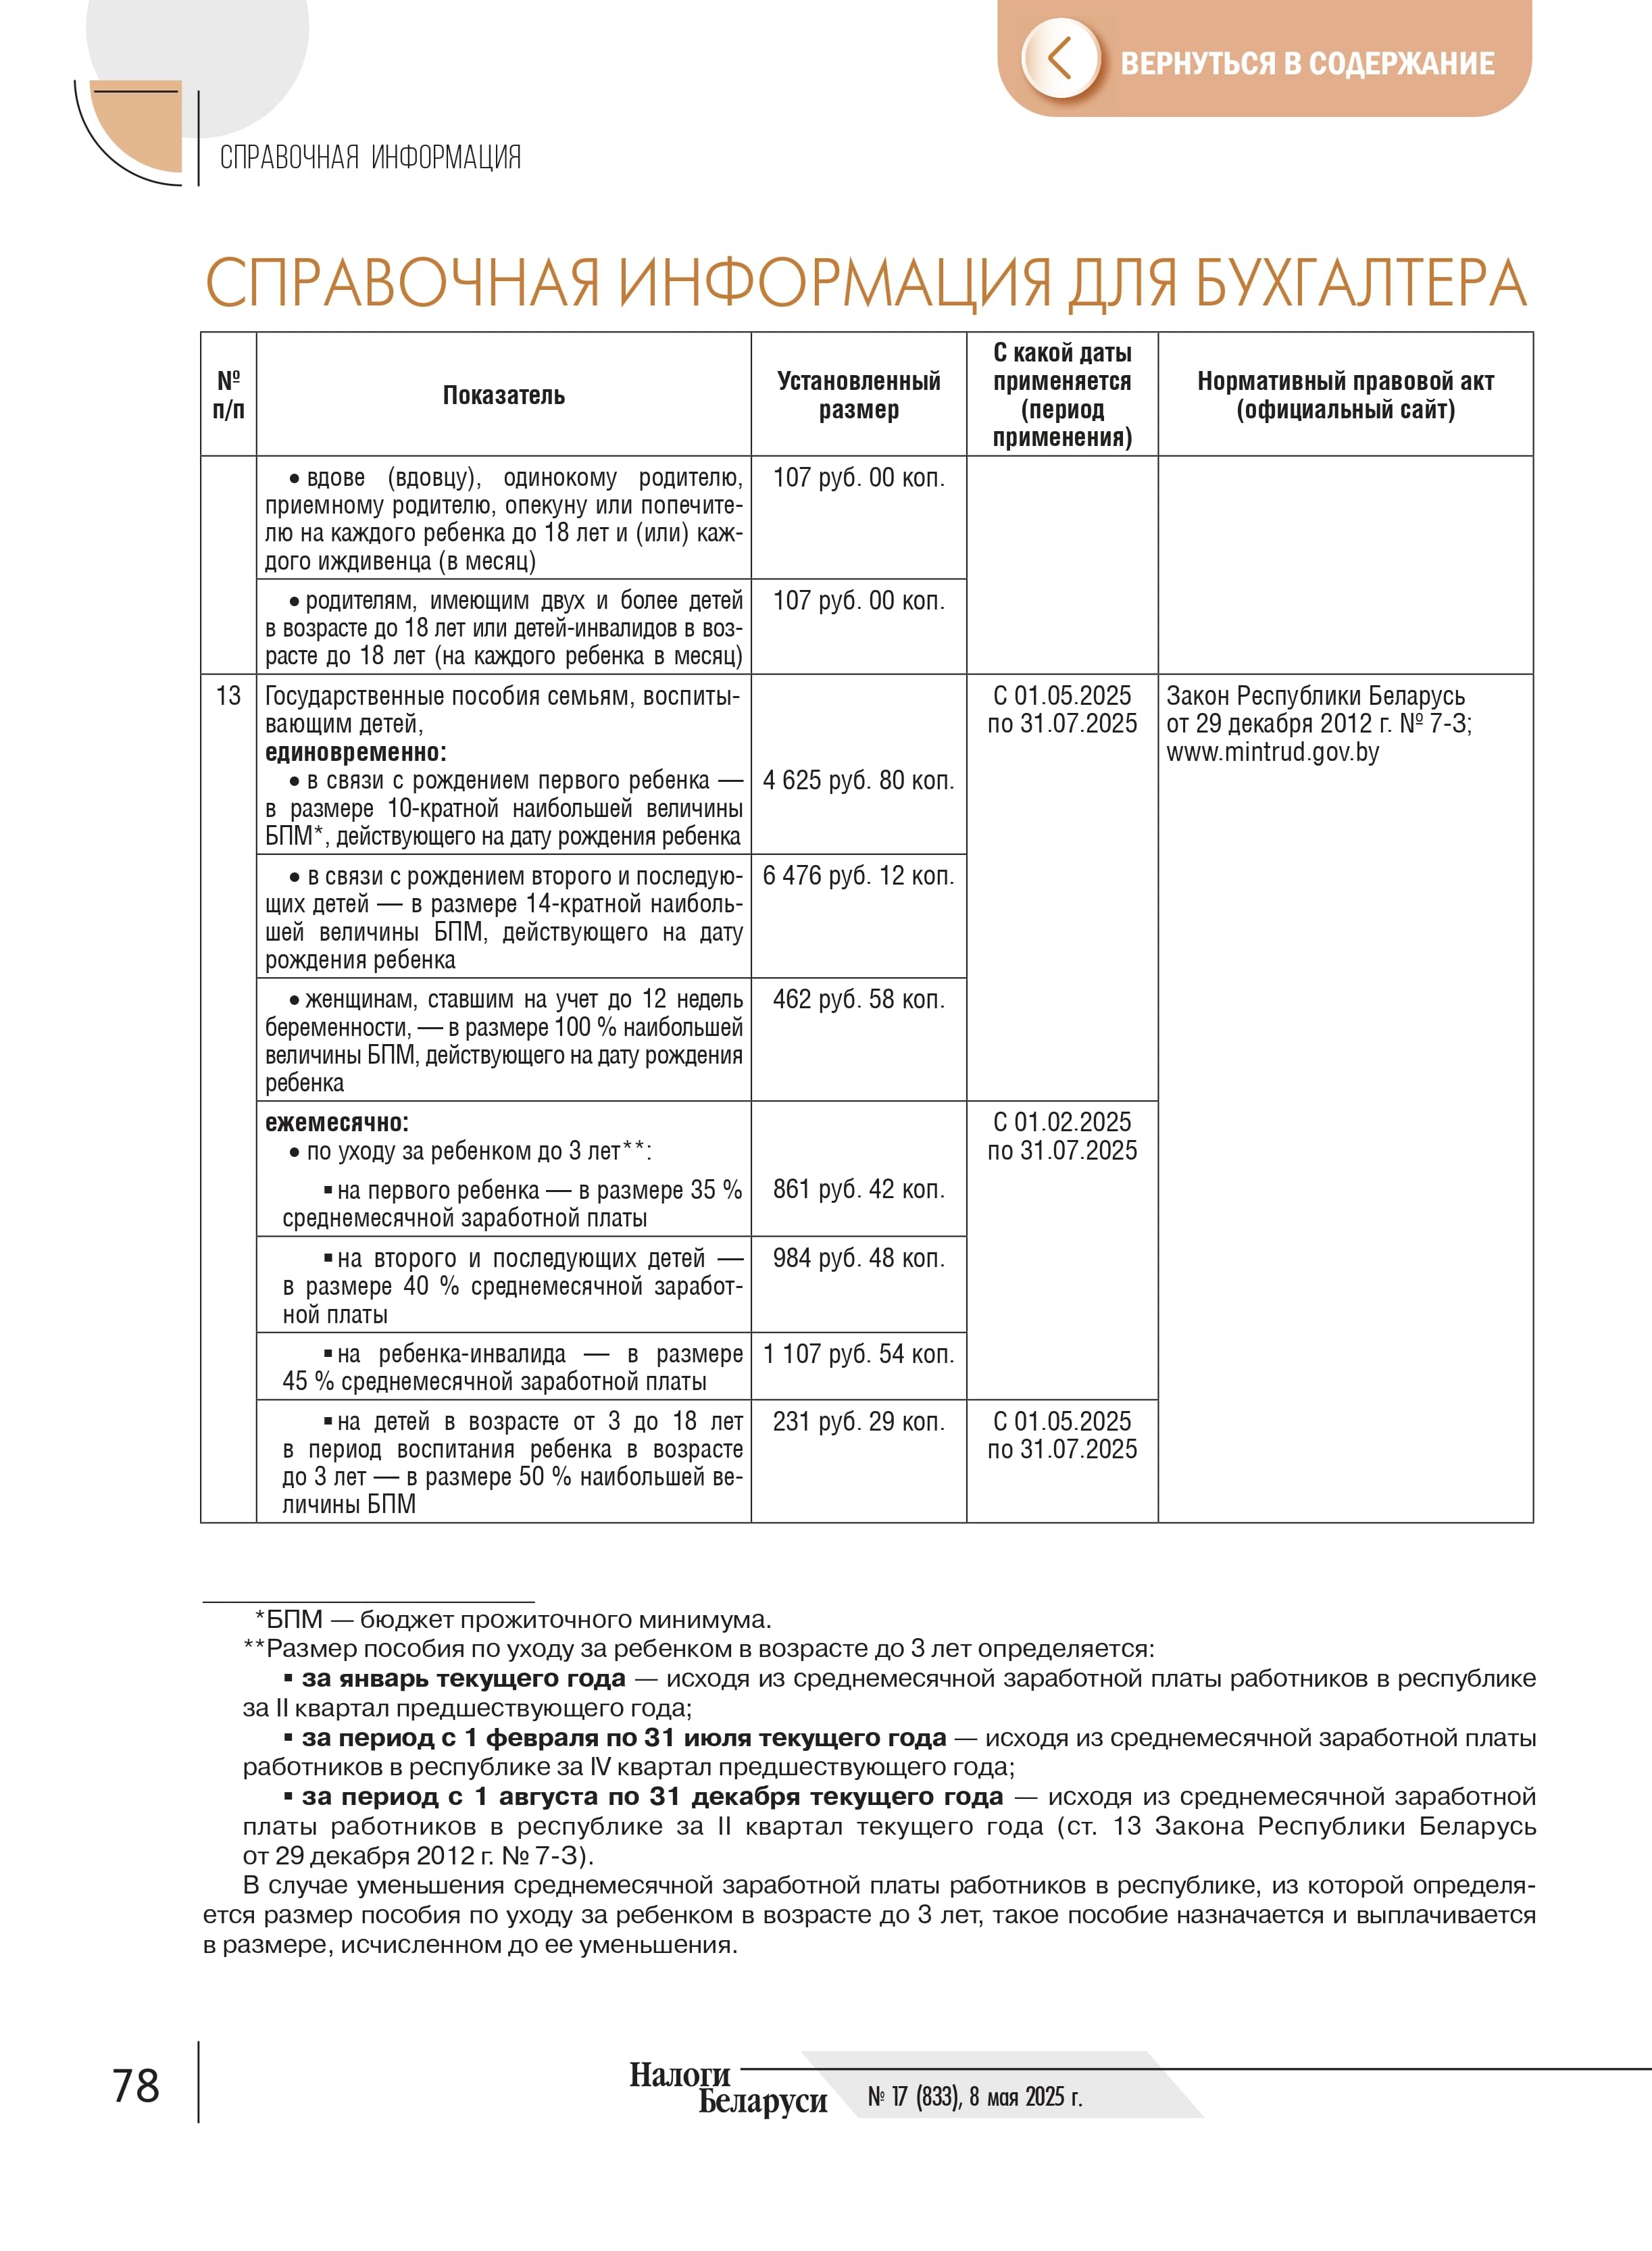 ВЕРНУТЬСЯ В СОДЕРЖАНИЕ
СПРАВОЧНАЯ ИНФОРМАЦИЯ
СПРАВОЧНАЯ ИНФОРМАЦИЯ ДЛЯ БУХГАЛТЕРА
№
п/п
Показатель
Установленный
размер
С какой даты
применяется
(период
применения)
Нормативный правовой акт
(официальный сайт)
• вдове (вдовцу), одинокому родителю,
приемному родителю, опекуну или попечите-
лю на каждого ребенка до 18 лет и (или) каж-
дого иждивенца (в месяц)
107 руб. 00 коп.
• родителям, имеющим двух и более детей
в возрасте до 18 лет или детей-инвалидов в воз-
расте до 18 лет (на каждого ребенка в месяц)
107 руб. 00 коп.
13
Государственные пособия семьям, воспиты-
вающим детей,
единовременно:
• в связи с рождением первого ребенка —
в размере 10-кратной наибольшей величины
БПМ*, действующего на дату рождения ребенка
4 625 руб. 80 коп.
С 01.05.2025
по 31.07.2025
Закон Республики Беларусь
от 29 декабря 2012 г. № 7-З;
www.mintrud.gov.by
• в связи с рождением второго и последую-
щих детей — в размере 14-кратной наиболь-
шей величины БПМ, действующего на дату
рождения ребенка
6 476 руб. 12 коп.
• женщинам, ставшим на учет до 12 недель
беременности, — в размере 100 % наибольшей
величины БПМ, действующего на дату рождения
ребенка
462 руб. 58 коп.
ежемесячно:
• по уходу за ребенком до 3 лет**:
▪ на первого ребенка — в размере 35 %
среднемесячной заработной платы
861 руб. 42 коп.
С 01.02.2025
по 31.07.2025
▪ на второго и последующих детей —
в размере 40 % среднемесячной заработ-
ной платы
984 руб. 48 коп.
▪ на ребенка-инвалида — в размере
45 % среднемесячной заработной платы
1 107 руб. 54 коп.
▪ на детей в возрасте от 3 до 18 лет
в период воспитания ребенка в возрасте
до 3 лет — в размере 50 % наибольшей ве-
личины БПМ
231 руб. 29 коп.
С 01.05.2025
по 31.07.2025
*БПМ — бюджет прожиточного минимума.
**Размер пособия по уходу за ребенком в возрасте до 3 лет определяется:
▪ за январь текущего года — исходя из среднемесячной заработной платы работников в республике
за II квартал предшествующего года;
▪ за период с 1 февраля по 31 июля текущего года — исходя из среднемесячной заработной платы
работников в республике за IV квартал предшествующего года;
▪ за период с 1 августа по 31 декабря текущего года — исходя из среднемесячной заработной
платы работников в республике за II квартал текущего года (ст. 13 Закона Республики Беларусь
от 29 декабря 2012 г. № 7-З).
В случае уменьшения среднемесячной заработной платы работников в республике, из которой определя-
ется размер пособия по уходу за ребенком в возрасте до 3 лет, такое пособие назначается и выплачивается
в размере, исчисленном до ее уменьшения.
78
Налоги
Беларуси
№ 17 (833), 8 мая 2025 г.